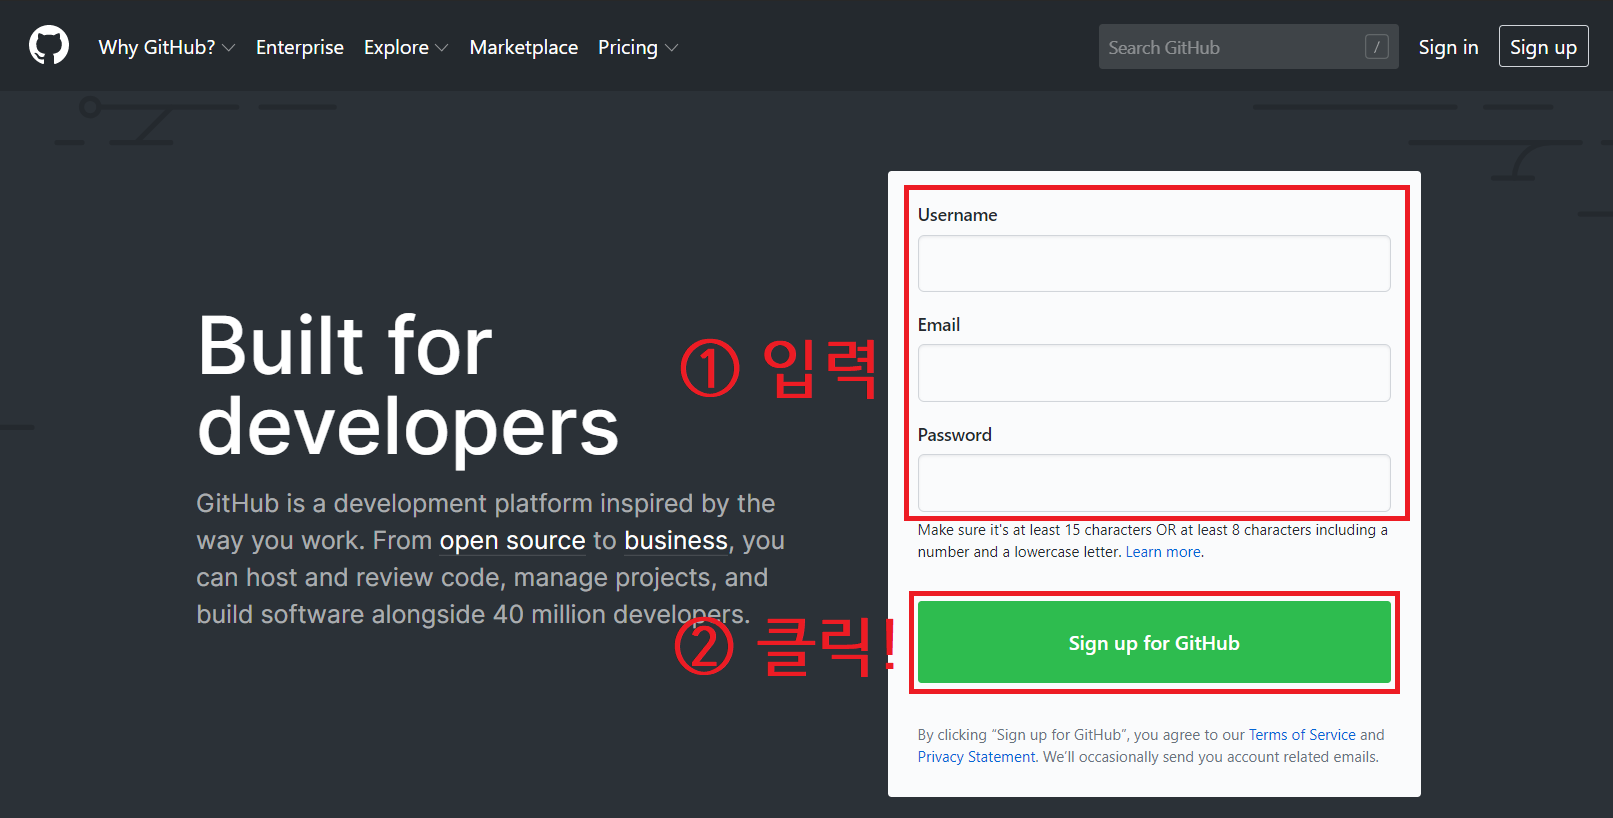 Why GitHub? Enterprise Explore Marketplace Pricing Search GitHub / Sign in Sign up
Built for
developers
GitHub is a development platform inspired by the
way you work. From open source to business, you
can host and review code, manage projects, and
build software alongside 40 million developers.
① 입력
Username
Email
Password
Make sure it's at least 15 characters OR at least 8 characters including a
number and a lowercase letter. Learn more.
② 클릭!
Sign up for GitHub
By clicking “Sign up for GitHub”, you agree to our Terms of Service and
Privacy Statement. We’ll occasionally send you account related emails.